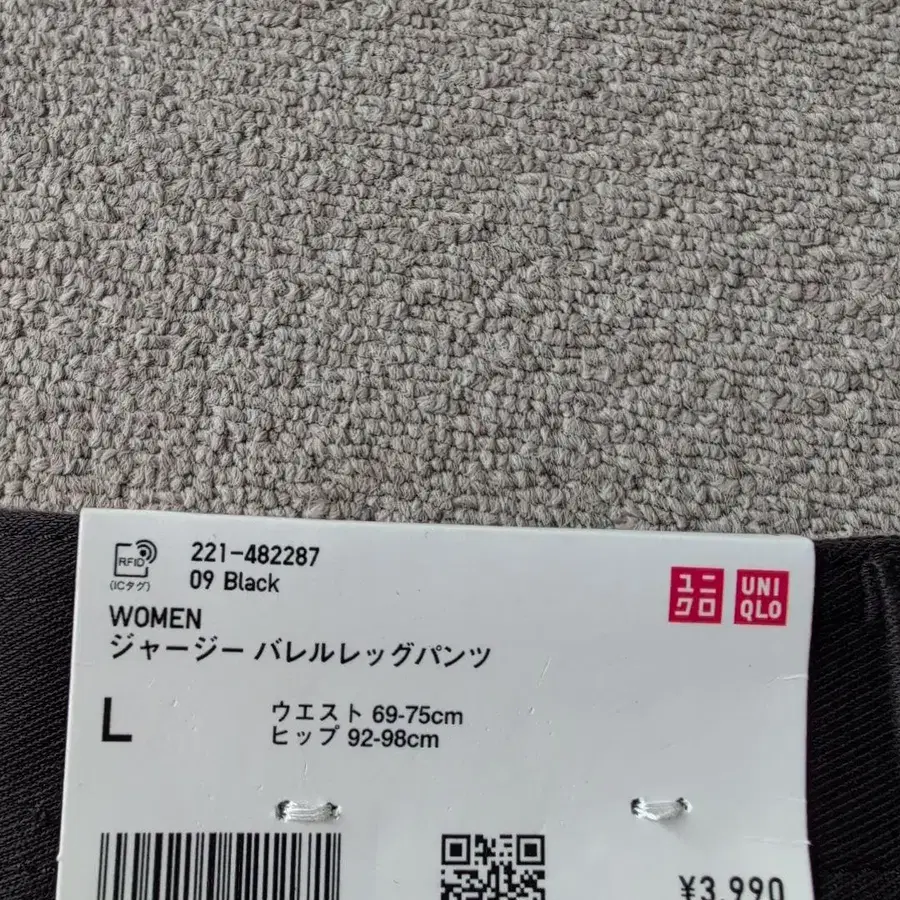 RFID
(ICタグ)
221-482287
09 Black
ユニ
クロ
UNI
QLO
WOMEN
ジャージー バレルレッグパンツ
L
ウエスト 69-75cm
ヒップ 92-98cm
¥3,990